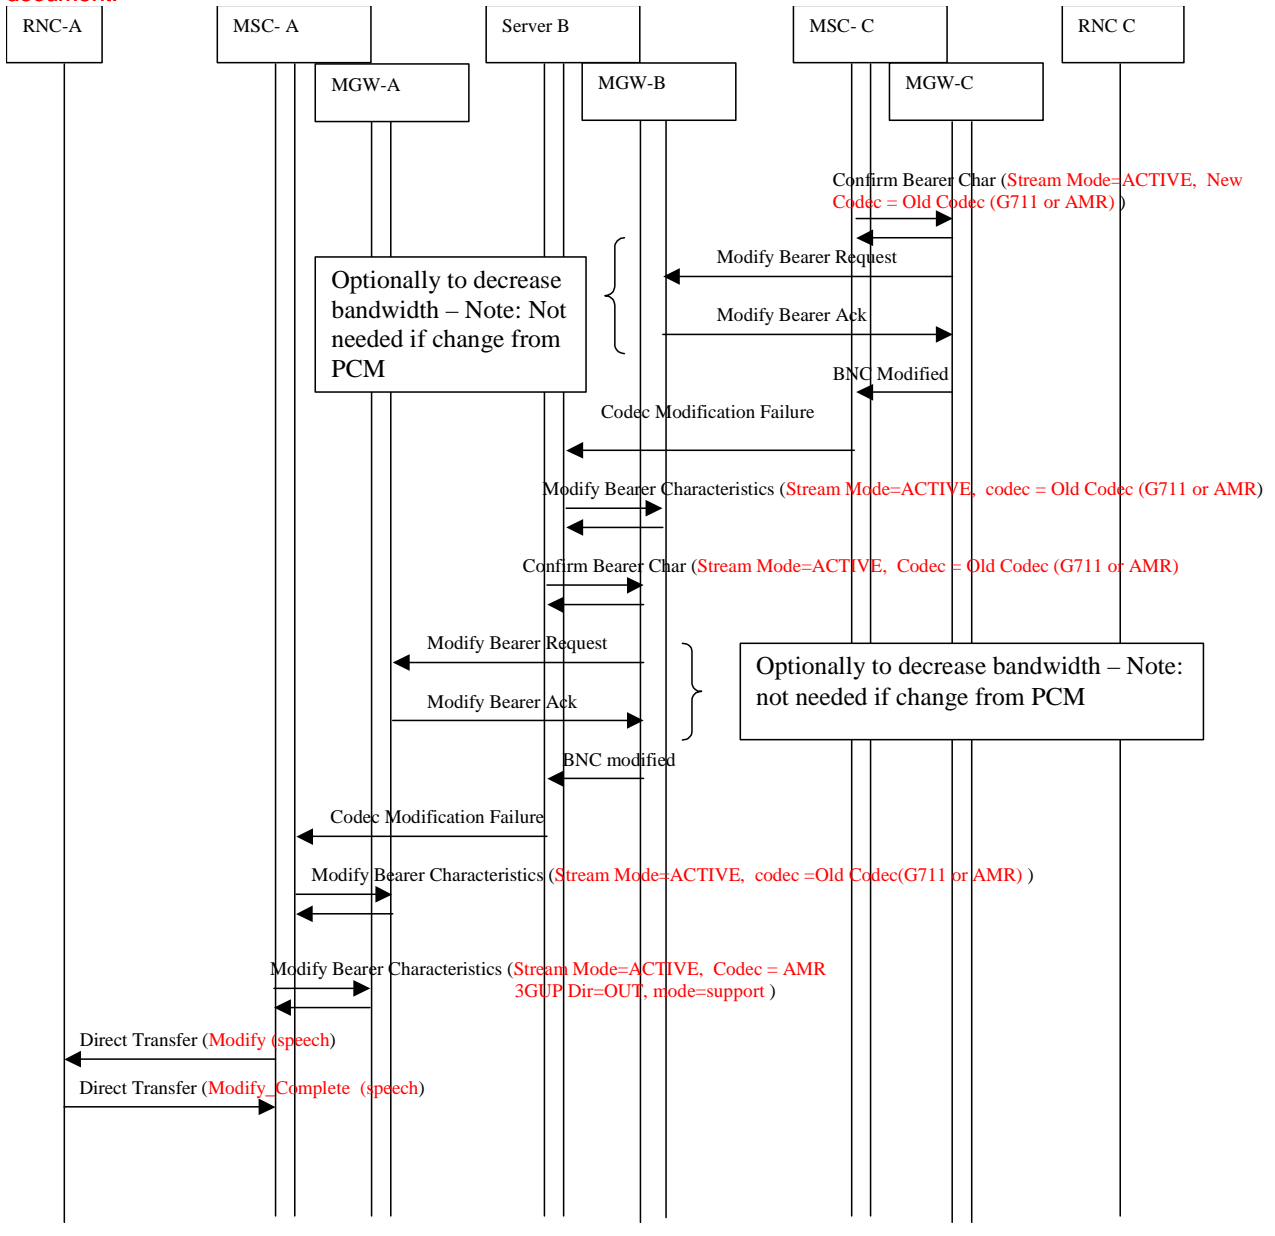 document.
RNC-A
MSC- A
Server B
MSC- C
RNC C
MGW-A
MGW-B
MGW-C
Confirm Bearer Char (Stream Mode=ACTIVE,  New
Codec = Old Codec (G711 or AMR) )
Modify Bearer Request
Optionally to decrease
bandwidth – Note: Not
needed if change from
PCM
Modify Bearer Ack
BNC Modified
Codec Modification Failure
Modify Bearer Characteristics (Stream Mode=ACTIVE,  codec = Old Codec (G711 or AMR)
Confirm Bearer Char (Stream Mode=ACTIVE,  Codec = Old Codec (G711 or AMR)
Modify Bearer Request
Optionally to decrease bandwidth – Note:
not needed if change from PCM
Modify Bearer Ack
BNC modified
Codec Modification Failure
Modify Bearer Characteristics (Stream Mode=ACTIVE,  codec =Old Codec(G711 or AMR) )
Modify Bearer Characteristics (Stream Mode=ACTIVE,  Codec = AMR
3GUP Dir=OUT, mode=support )
Direct Transfer (Modify (speech)
Direct Transfer (Modify_Complete  (speech)